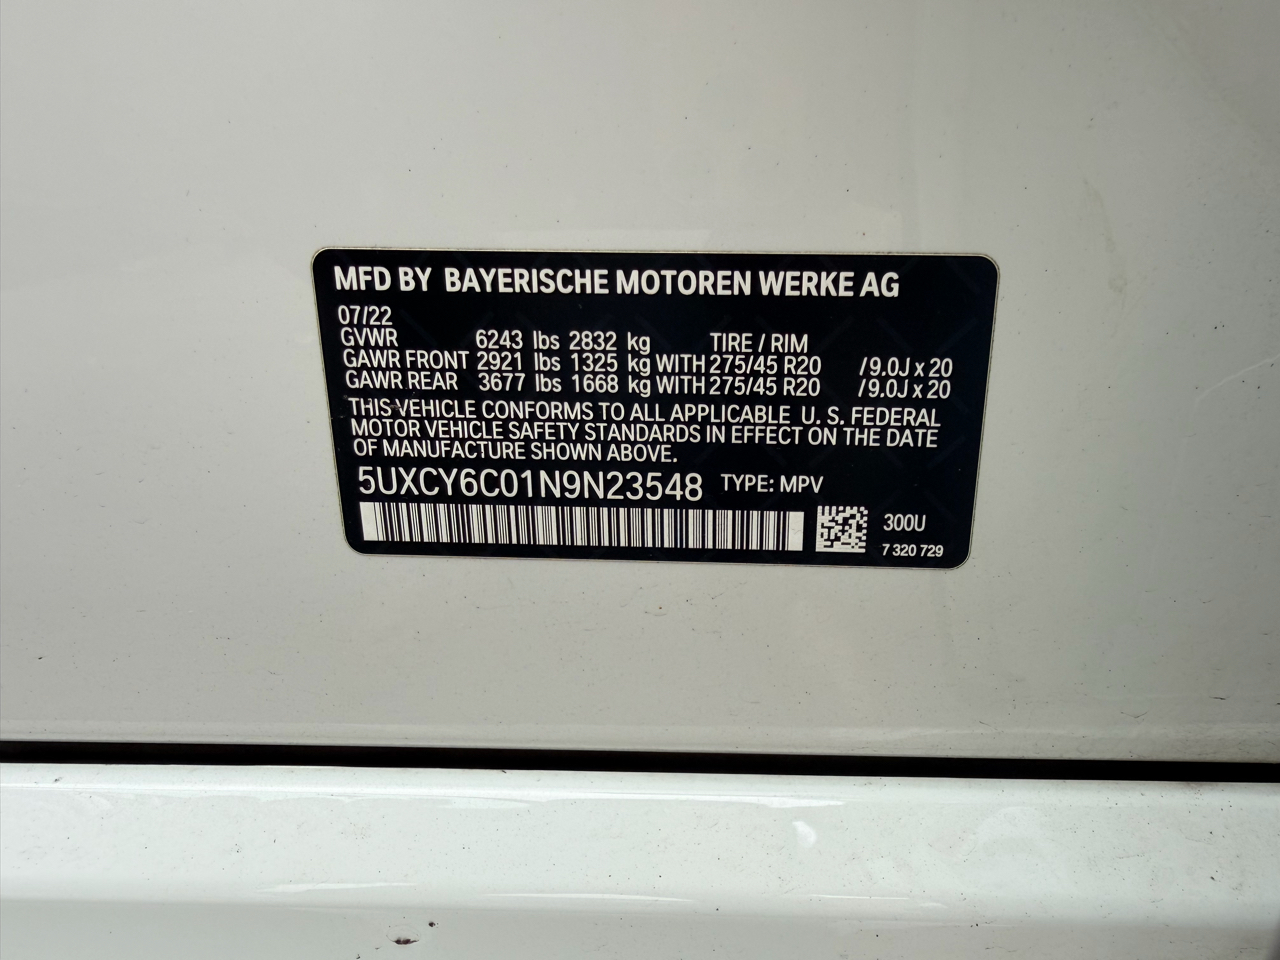 MFD BY BAYERISCHE MOTOREN WERKE AG
07/22
GVWR 6243 lbs 2832 kg TIRE / RIM
GAWR FRONT 2921 lbs 1325 kg WITH 275/45 R20 /9.0J x 20
GAWR REAR 3677 lbs 1668 kg WITH 275/45 R20 /9.0J x 20
THIS VEHICLE CONFORMS TO ALL APPLICABLE U. S. FEDERAL
MOTOR VEHICLE SAFETY STANDARDS IN EFFECT ON THE DATE
OF MANUFACTURE SHOWN ABOVE.
5UXCY6C01N9N23548 TYPE: MPV
300U
7 320 729